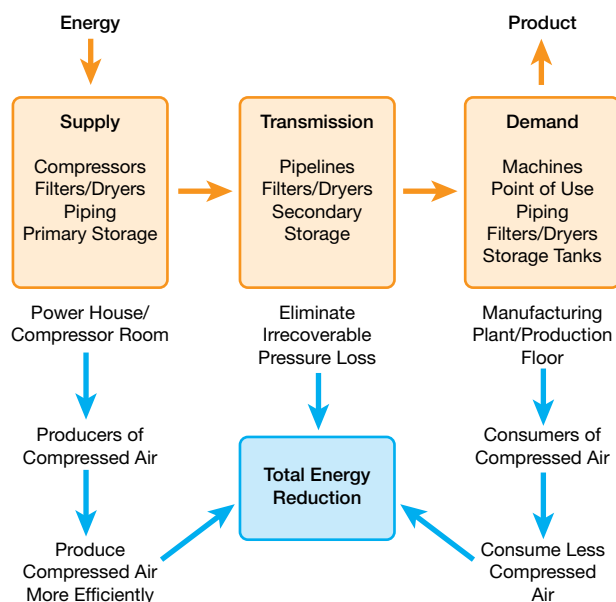 Energy
Product
Supply
Compressors
Filters/Dryers
Piping
Primary Storage
Transmission
Pipelines
Filters/Dryers
Secondary
Storage
Demand
Machines
Point of Use
Piping
Filters/Dryers
Storage Tanks
Power House/
Compressor Room
Eliminate
Irrecoverable
Pressure Loss
Manufacturing
Plant/Production
Floor
Producers of
Compressed Air
Total Energy
Reduction
Consumers of
Compressed Air
Produce
Compressed Air
More Efficiently
Consume Less
Compressed
Air